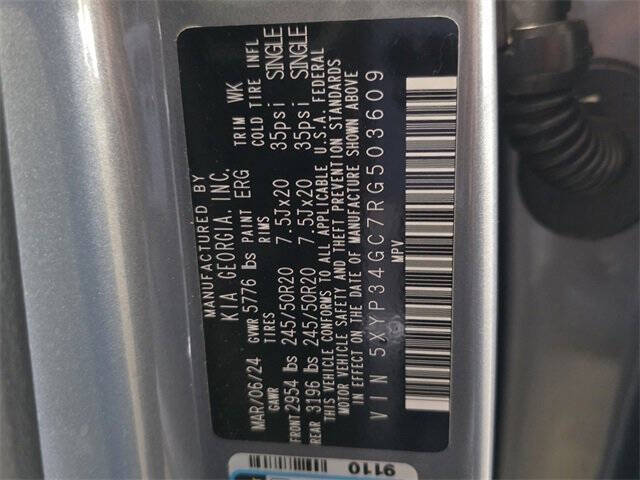 MANUFACTURED BY
KIA GEORGIA, INC.
MAR/06/24 GVWR 5776 lbs PAINT ERG TRIM WK
GAWR TIRES RIMS COLD TIRE INFL
FRONT 2954 lbs 245/50R20 7.5Jx20 35psi SINGLE
REAR 3196 lbs 245/50R20 7.5Jx20 35psi SINGLE
THIS VEHICLE CONFORMS TO ALL APPLICABLE U.S.A. FEDERAL
MOTOR VEHICLE SAFETY AND THEFT PREVENTION STANDARDS
IN EFFECT ON THE DATE OF MANUFACTURE SHOWN ABOVE
VIN 5XYP34GC7RG503609
MPV
9110